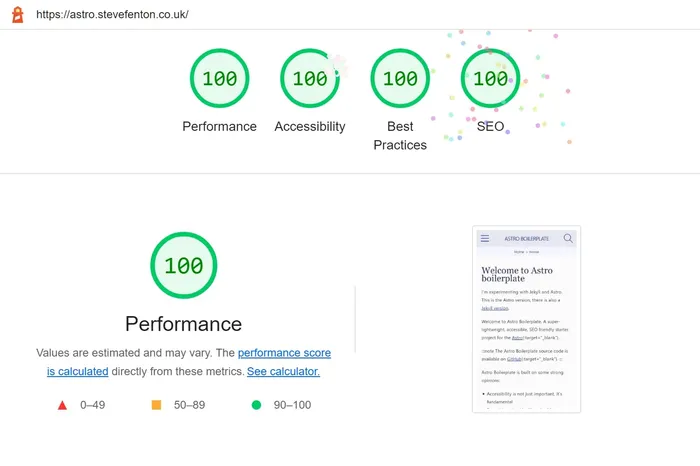 https://astro.stevefenton.co.uk/
100 100 100 100
Performance Accessibility Best Practices SEO
100
Performance
Values are estimated and may vary. The performance score
is calculated directly from these metrics. See calculator.
0–49 50–89 90–100
ASTRO BOILERPLATE
Home > Home
Welcome to Astro
boilerplate
I'm experimenting with Jekyll and Astro.
This is the Astro version, there is also a
Jekyll version.
Welcome to Astro Boilerplate. A super-
lightweight, accessible, SEO friendly starter
project for the Astro{target="_blank"}.
:note The Astro Boilerplate source code is
available on GitHub{target="_blank"} :::
Astro Boilerplate is built on some strong
opinions:
Accessibility is not just important, it's
fundamental